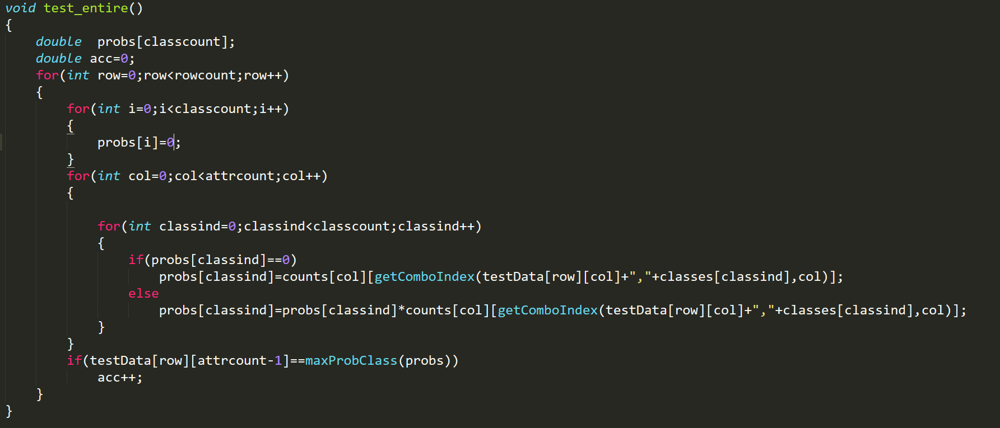 void test_entire()
{
    double  probs[classcount];
    double acc=0;
    for(int row=0;row<rowcount;row++)
    {
        for(int i=0;i<classcount;i++)
        {
            probs[i]=0;
        }
        for(int col=0;col<attrcount;col++)
        {

            for(int classind=0;classind<classcount;classind++)
            {
                if(probs[classind]==0)
                    probs[classind]=counts[col][getComboIndex(testData[row][col]+","+classes[classind],col)];
                else
                    probs[classind]=probs[classind]*counts[col][getComboIndex(testData[row][col]+","+classes[classind],col)];
            }
        }
        if(testData[row][attrcount-1]==maxProbClass(probs))
            acc++;
    }
}